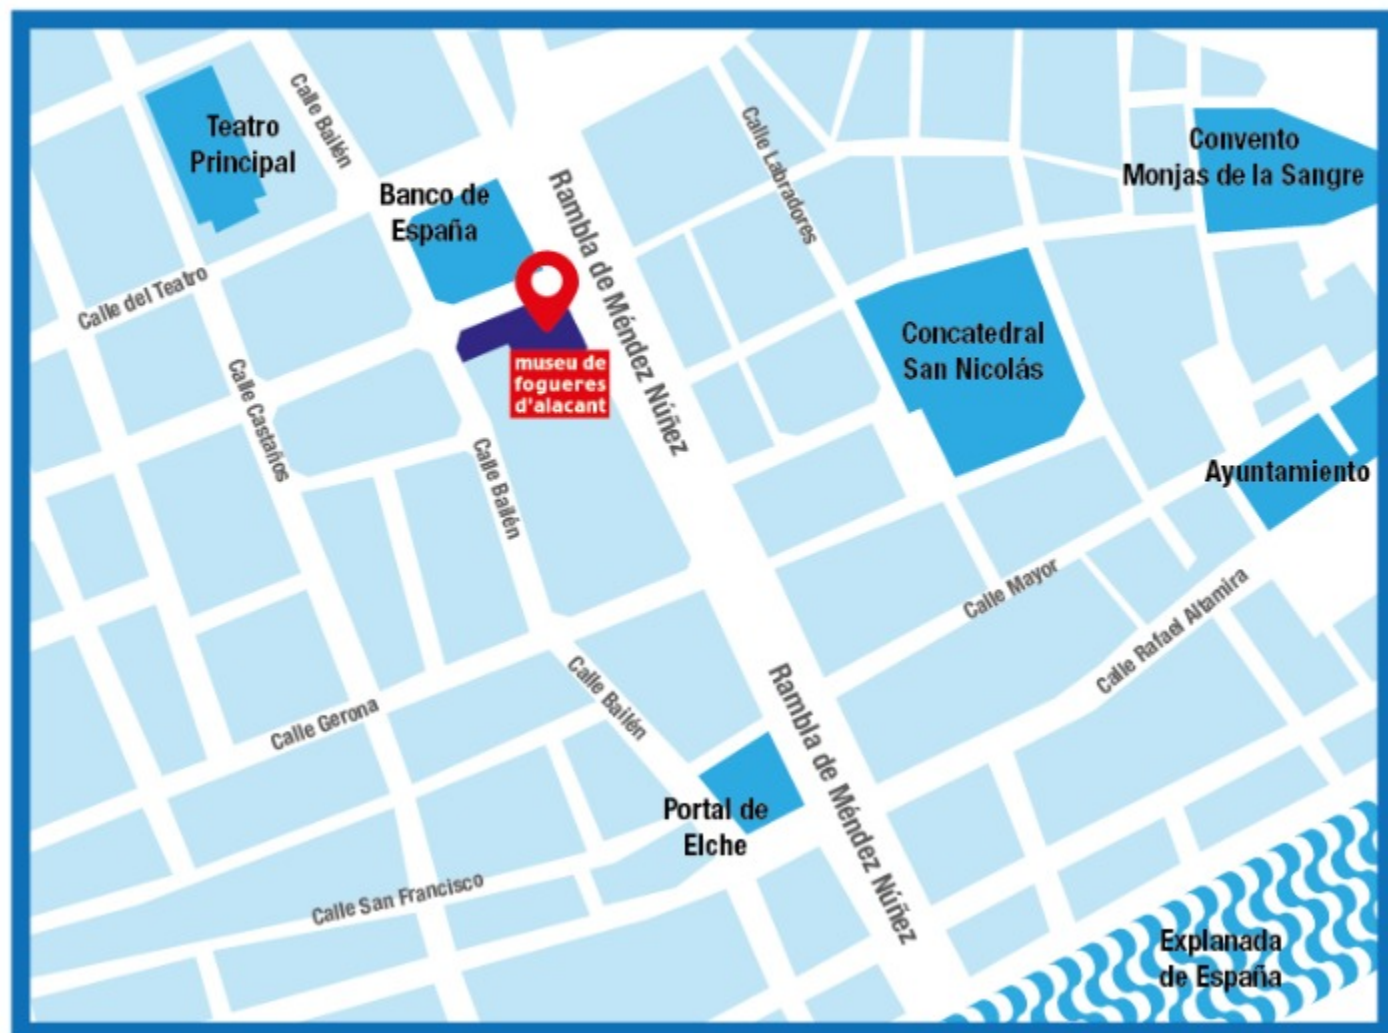 Calle Bailén
Teatro
Principal
Calle Labradores
Convento
Monjas de la Sangre
Banco de
España
Rambla de Méndez Núñez
Calle del Teatro
Concatedral
San Nicolás
museu de
fogueres
d'alacant
Calle Castaños
Calle Bailén
Ayuntamiento
Calle Mayor
Calle Rafael Altamira
Calle Bailén
Calle Gerona
Rambla de Méndez Núñez
Portal de
Elche
Calle San Francisco
Explanada
de España